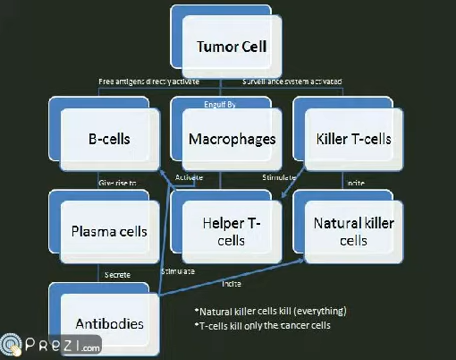 Tumor Cell
Free antigens directly activate
Surveillance system activated
Engulf By
B-cells
Macrophages
Killer T-cells
Give rise to
Activate
Stimulate
Incite
Plasma cells
Helper T-
cells
Natural killer
cells
Secrete
Stimulate
Incite
Antibodies
*Natural killer cells kill (everything)
*T-cells kill only the cancer cells
Prezi.com